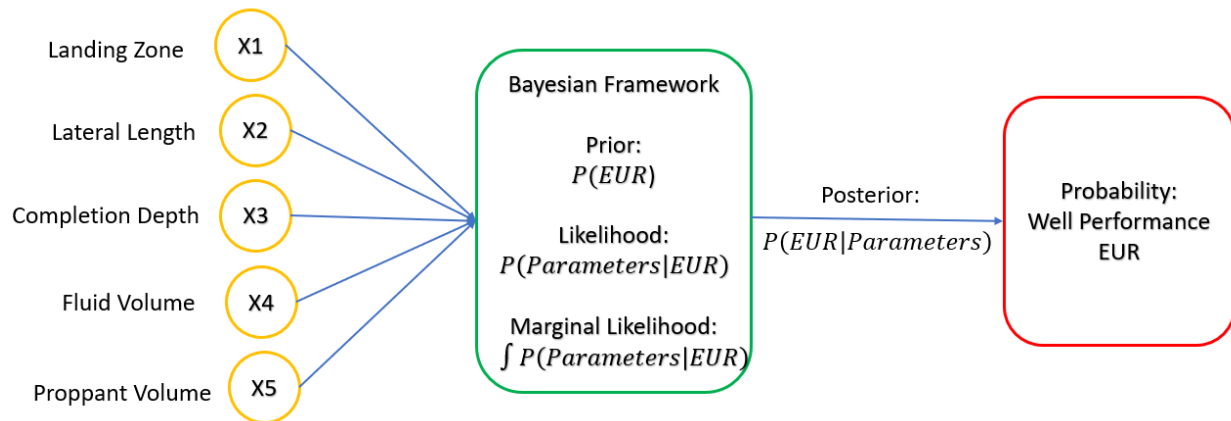 Landing Zone
X1
Lateral Length
X2
Completion Depth
X3
Fluid Volume
X4
Proppant Volume
X5
Bayesian Framework
Prior:
P(EUR)
Likelihood:
P(Parameters|EUR)
Marginal Likelihood:
∫ P(Parameters|EUR)
Posterior:
P(EUR|Parameters)
Probability:
Well Performance
EUR